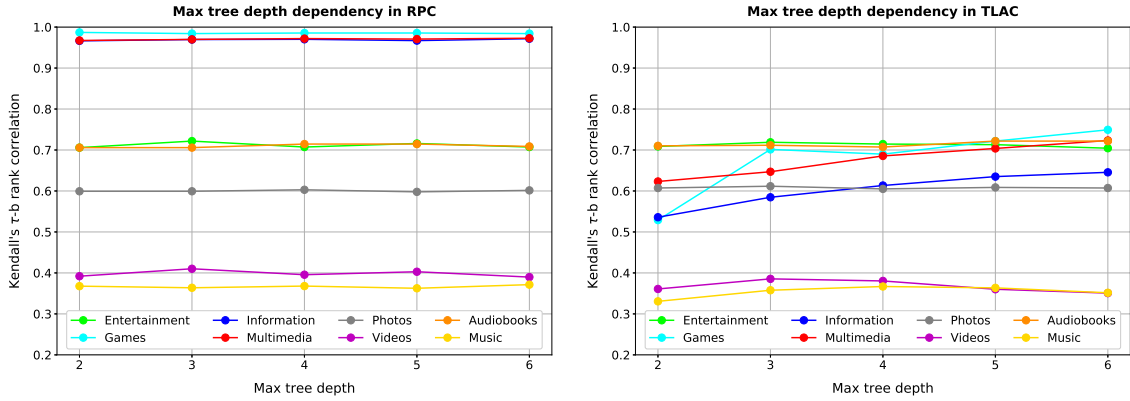 Max tree depth dependency in RPC
Kendall's τ-b rank correlation
1.0
0.9
0.8
0.7
0.6
0.5
0.4
0.3
0.2
Entertainment Information Photos Audiobooks
Games Multimedia Videos Music
2 3 4 5 6
Max tree depth
Max tree depth dependency in TLAC
Kendall's τ-b rank correlation
1.0
0.9
0.8
0.7
0.6
0.5
0.4
0.3
0.2
Entertainment Information Photos Audiobooks
Games Multimedia Videos Music
2 3 4 5 6
Max tree depth